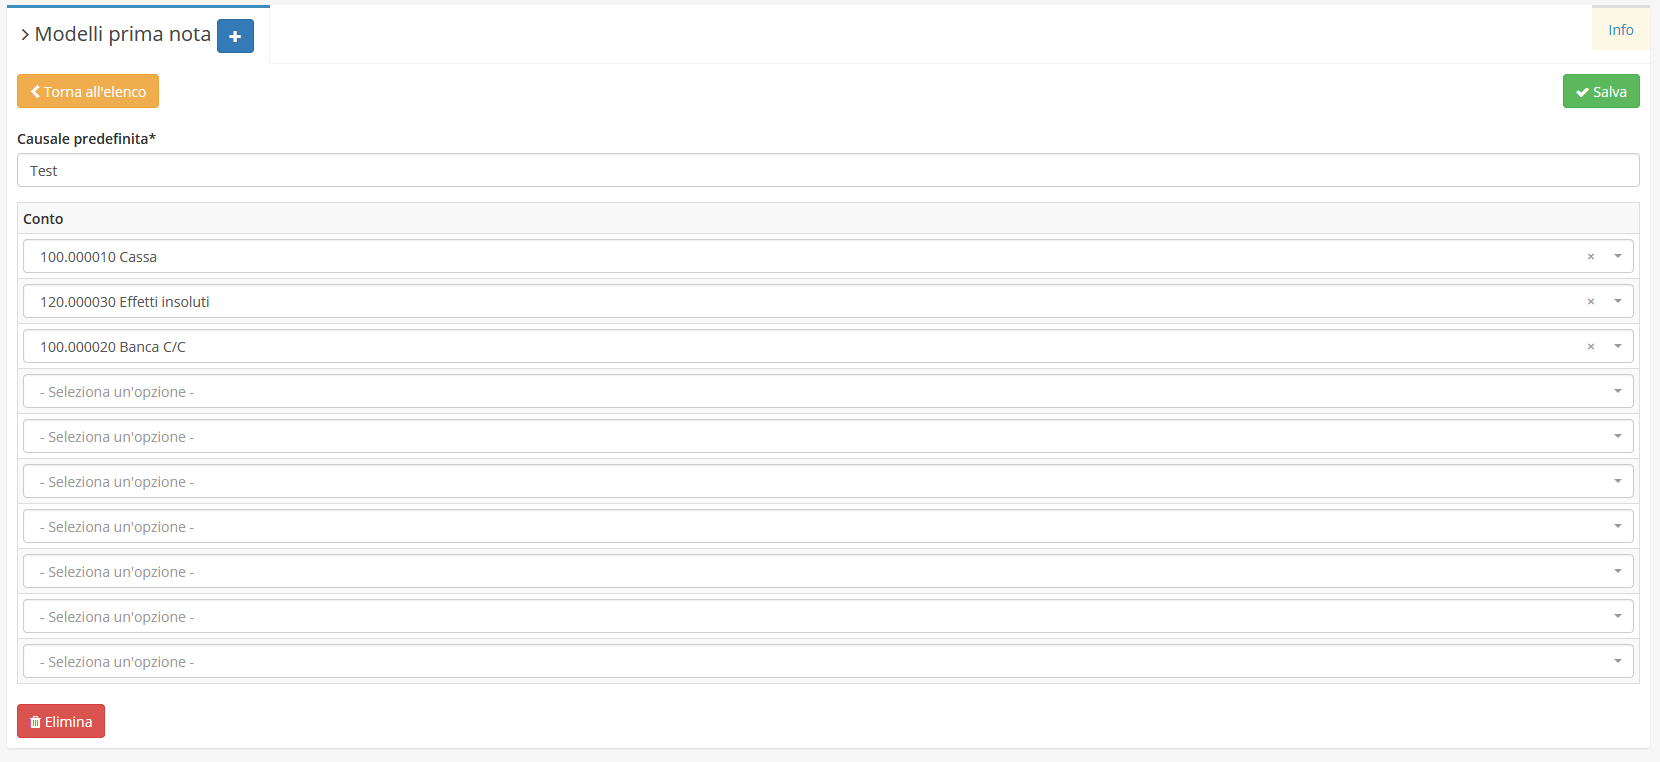 Modelli prima nota
Info
Torna all'elenco
Salva
Causale predefinita*
Test
Conto
100.000010 Cassa
120.000030 Effetti insoluti
100.000020 Banca C/C
- Seleziona un'opzione -
- Seleziona un'opzione -
- Seleziona un'opzione -
- Seleziona un'opzione -
- Seleziona un'opzione -
- Seleziona un'opzione -
- Seleziona un'opzione -
Elimina